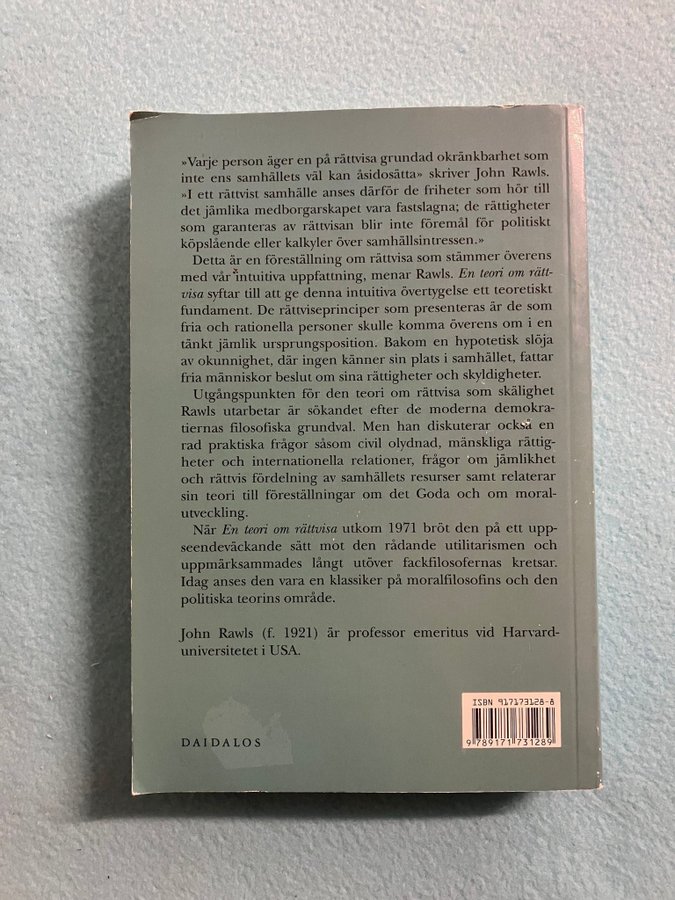 »Varje person äger en på rättvisa grundad okränkbarhet som
inte ens samhällets väl kan åsidosätta» skriver John Rawls.
»I ett rättvist samhälle anses därför de friheter som hör till
det jämlika medborgarskapet vara fastslagna; de rättigheter
som garanteras av rättvisan blir inte föremål för politiskt
köpslående eller kalkyler över samhällsintressen.»
Detta är en föreställning om rättvisa som stämmer överens
med vår intuitiva uppfattning, menar Rawls. En teori om rätt-
visa syftar till att ge denna intuitiva övertygelse ett teoretiskt
fundament. De rättviseprinciper som presenteras är de som
fria och rationella personer skulle komma överens om i en
tänkt jämlik ursprungsposition. Bakom en hypotetisk slöja
av okunnighet, där ingen känner sin plats i samhället, fattar
fria människor beslut om sina rättigheter och skyldigheter.
Utgångspunkten för den teori om rättvisa som skälighet
Rawls utarbetar är sökandet efter de moderna demokra-
tiernas filosofiska grundval. Men han diskuterar också en
rad praktiska frågor såsom civil olydnad, mänskliga rättig-
heter och internationella relationer, frågor om jämlikhet
och rättvis fördelning av samhällets resurser samt relaterar
sin teori till föreställningar om det Goda och om moral-
utveckling.
När En teori om rättvisa utkom 1971 bröt den på ett upp-
seendeväckande sätt mot den rådande utilitarismen och
uppmärksammades långt utöver fackfilosofernas kretsar.
Idag anses den vara en klassiker på moralfilosofins och den
politiska teorins område.
John Rawls (f. 1921) är professor emeritus vid Harvard-
universitetet i USA.
ISBN 917173128-8
9 789171 731289
DAIDALOS